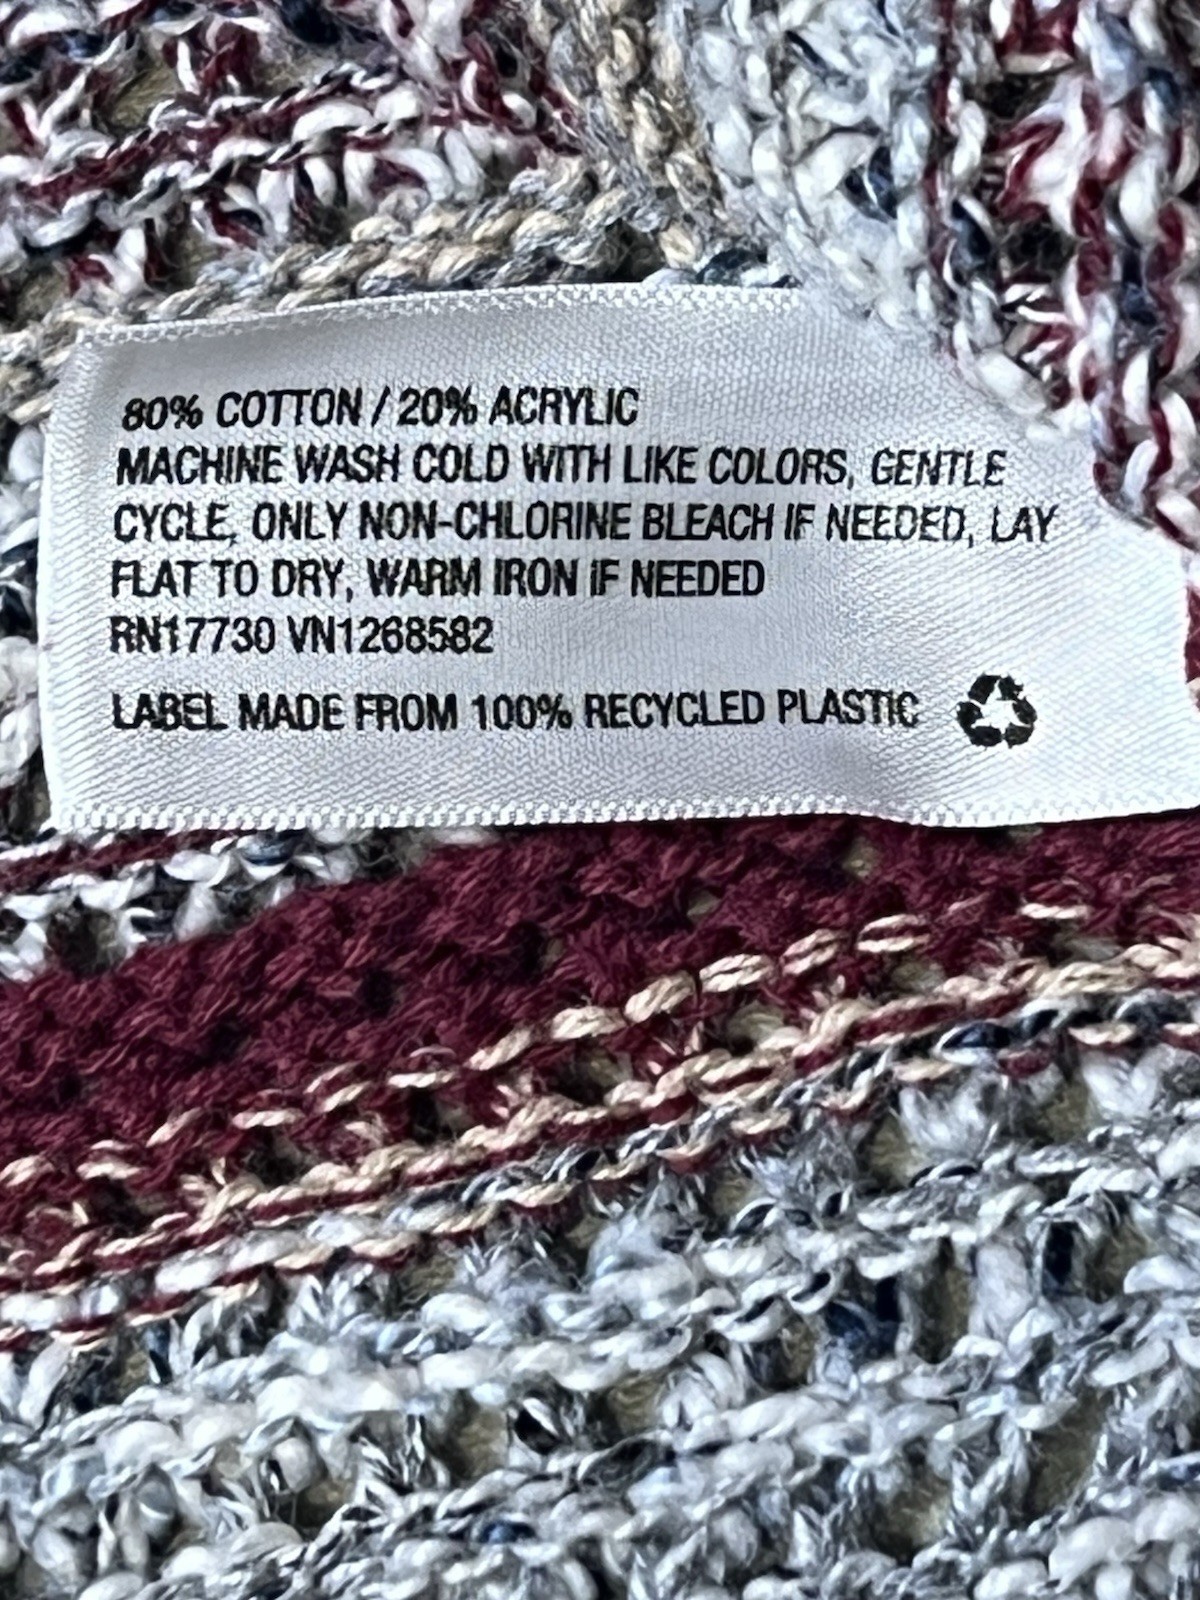 80% COTTON / 20% ACRYLIC
MACHINE WASH COLD WITH LIKE COLORS, GENTLE
CYCLE, ONLY NON-CHLORINE BLEACH IF NEEDED, LAY
FLAT TO DRY, WARM IRON IF NEEDED
RN17730 VN1268582
LABEL MADE FROM 100% RECYCLED PLASTIC